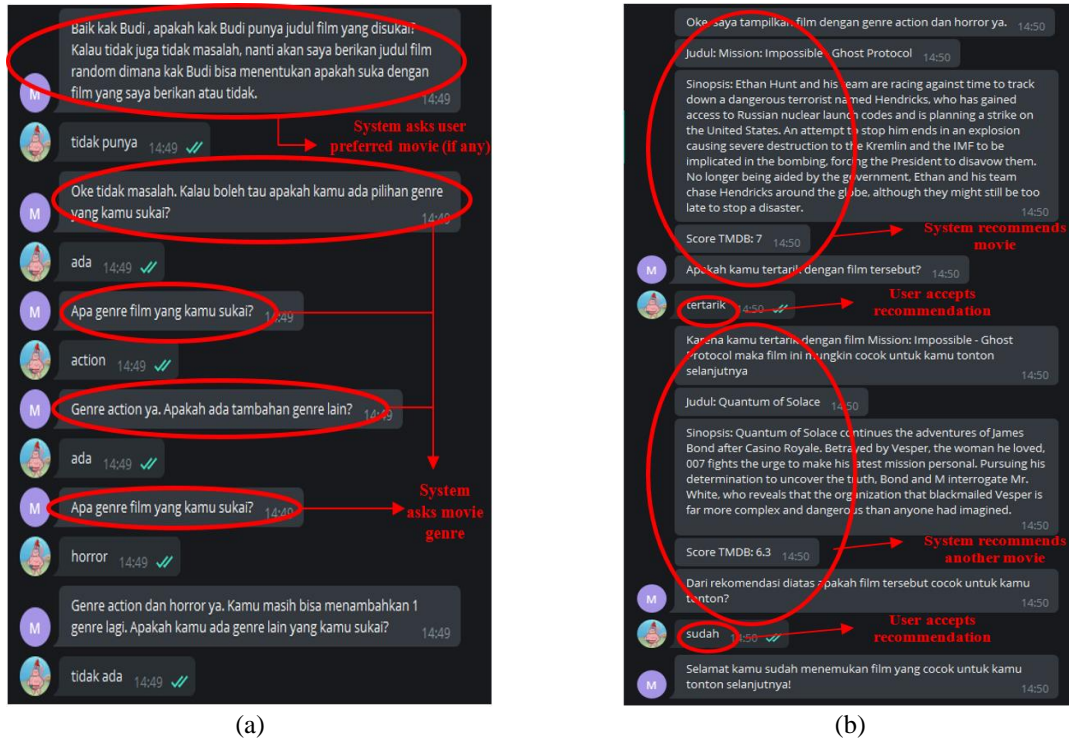 Baik kak Budi , apakah kak Budi punya judul film yang disukai?
Kalau tidak juga tidak masalah, nanti akan saya berikan judul film
random dimana kak Budi bisa menentukan apakah suka dengan
film yang saya berikan atau tidak.
14:49
M
System asks user
preferred movie (if any)
tidak punya 14:49
Oke tidak masalah. Kalau boleh tau apakah kamu ada pilihan genre
yang kamu sukai?
14:49
M
ada 14:49
Apa genre film yang kamu sukai? 14:49
M
action 14:49
Genre action ya. Apakah ada tambahan genre lain? 14:49
M
ada 14:49
System
asks movie
genre
Apa genre film yang kamu sukai? 14:49
M
horror 14:49
Genre action dan horror ya. Kamu masih bisa menambahkan 1
genre lagi. Apakah kamu ada genre lain yang kamu sukai? 14:49
M
tidak ada 14:49
(a)
Oke, saya tampilkan film dengan genre action dan horror ya. 14:50
Judul: Mission: Impossible - Ghost Protocol 14:50
Sinopsis: Ethan Hunt and his team are racing against time to track
down a dangerous terrorist named Hendricks, who has gained
access to Russian nuclear launch codes and is planning a strike on
the United States. An attempt to stop him ends in an explosion
causing severe destruction to the Kremlin and the IMF to be
implicated in the bombing, forcing the President to disavow them.
No longer being aided by the government, Ethan and his team
chase Hendricks around the globe, although they might still be too
late to stop a disaster.
14:50
Score TMDB: 7 14:50
System recommends
movie
M
Apakah kamu tertarik dengan film tersebut? 14:50
tertarik 14:50
User accepts
recommendation
Karena kamu tertarik dengan film Mission: Impossible - Ghost
Protocol maka film ini mungkin cocok untuk kamu tonton
selanjutnya
14:50
Judul: Quantum of Solace 14:50
Sinopsis: Quantum of Solace continues the adventures of James
Bond after Casino Royale. Betrayed by Vesper, the woman he loved,
007 fights the urge to make his latest mission personal. Pursuing his
determination to uncover the truth, Bond and M interrogate Mr.
White, who reveals that the organization that blackmailed Vesper is
far more complex and dangerous than anyone had imagined.
14:50
Score TMDB: 6.3 14:50
System recommends
another movie
Dari rekomendasi diatas apakah film tersebut cocok untuk kamu
tonton?
14:50
M
sudah 14:50
User accepts
recommendation
Selamat kamu sudah menemukan film yang cocok untuk kamu
tonton selanjutnya!
14:50
M
(b)